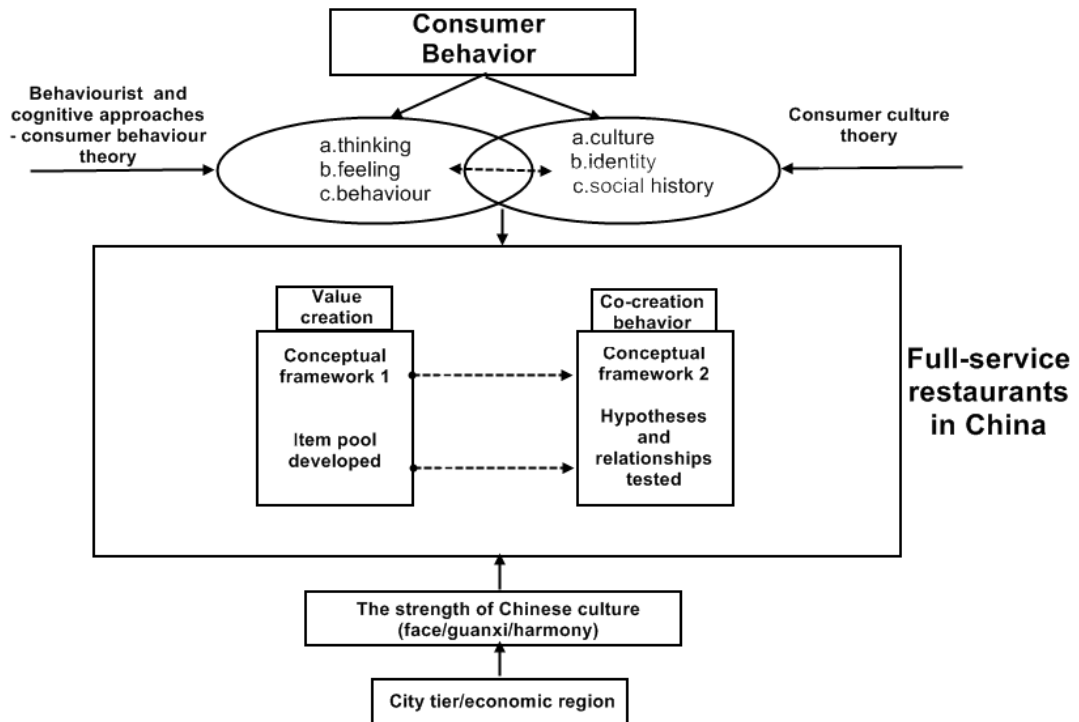 Consumer
Behavior
Behaviourist and
cognitive approaches
- consumer behaviour
theory
a.thinking
b.feeling
c.behaviour
a.culture
b.identity
c.social history
Consumer culture
thoery
Value
creation
Conceptual
framework 1
Item pool
developed
Co-creation
behavior
Conceptual
framework 2
Hypotheses
and
relationships
tested
Full-service
restaurants
in China
The strength of Chinese culture
(face/guanxi/harmony)
City tier/economic region